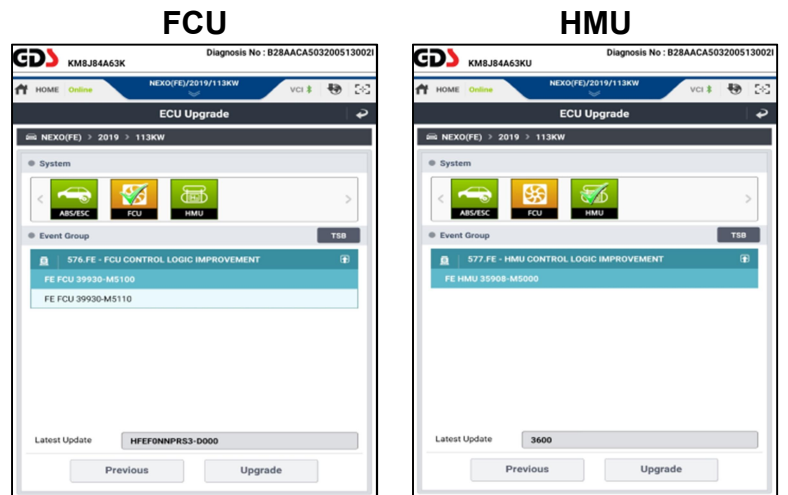 FCU
GDS KM8J84A63K Diagnosis No : B28AACA503200513002I
HOME Online NEXO(FE)/2019/113KW VCI
ECU Upgrade
NEXO(FE) > 2019 > 113KW
System
ABS/ESC FCU HMU
Event Group TSB
576.FE - FCU CONTROL LOGIC IMPROVEMENT
FE FCU 39930-M5100
FE FCU 39930-M5110
Latest Update HFEF0NNPRS3-D000
Previous Upgrade
HMU
GDS KM8J84A63KU Diagnosis No : B28AACA503200513002I
HOME Online NEXO(FE)/2019/113KW VCI
ECU Upgrade
NEXO(FE) > 2019 > 113KW
System
ABS/ESC FCU HMU
Event Group TSB
577.FE - HMU CONTROL LOGIC IMPROVEMENT
FE HMU 35908-M5000
Latest Update 3600
Previous Upgrade